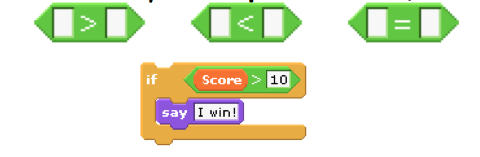 > < =
if Score > 10
say I win!